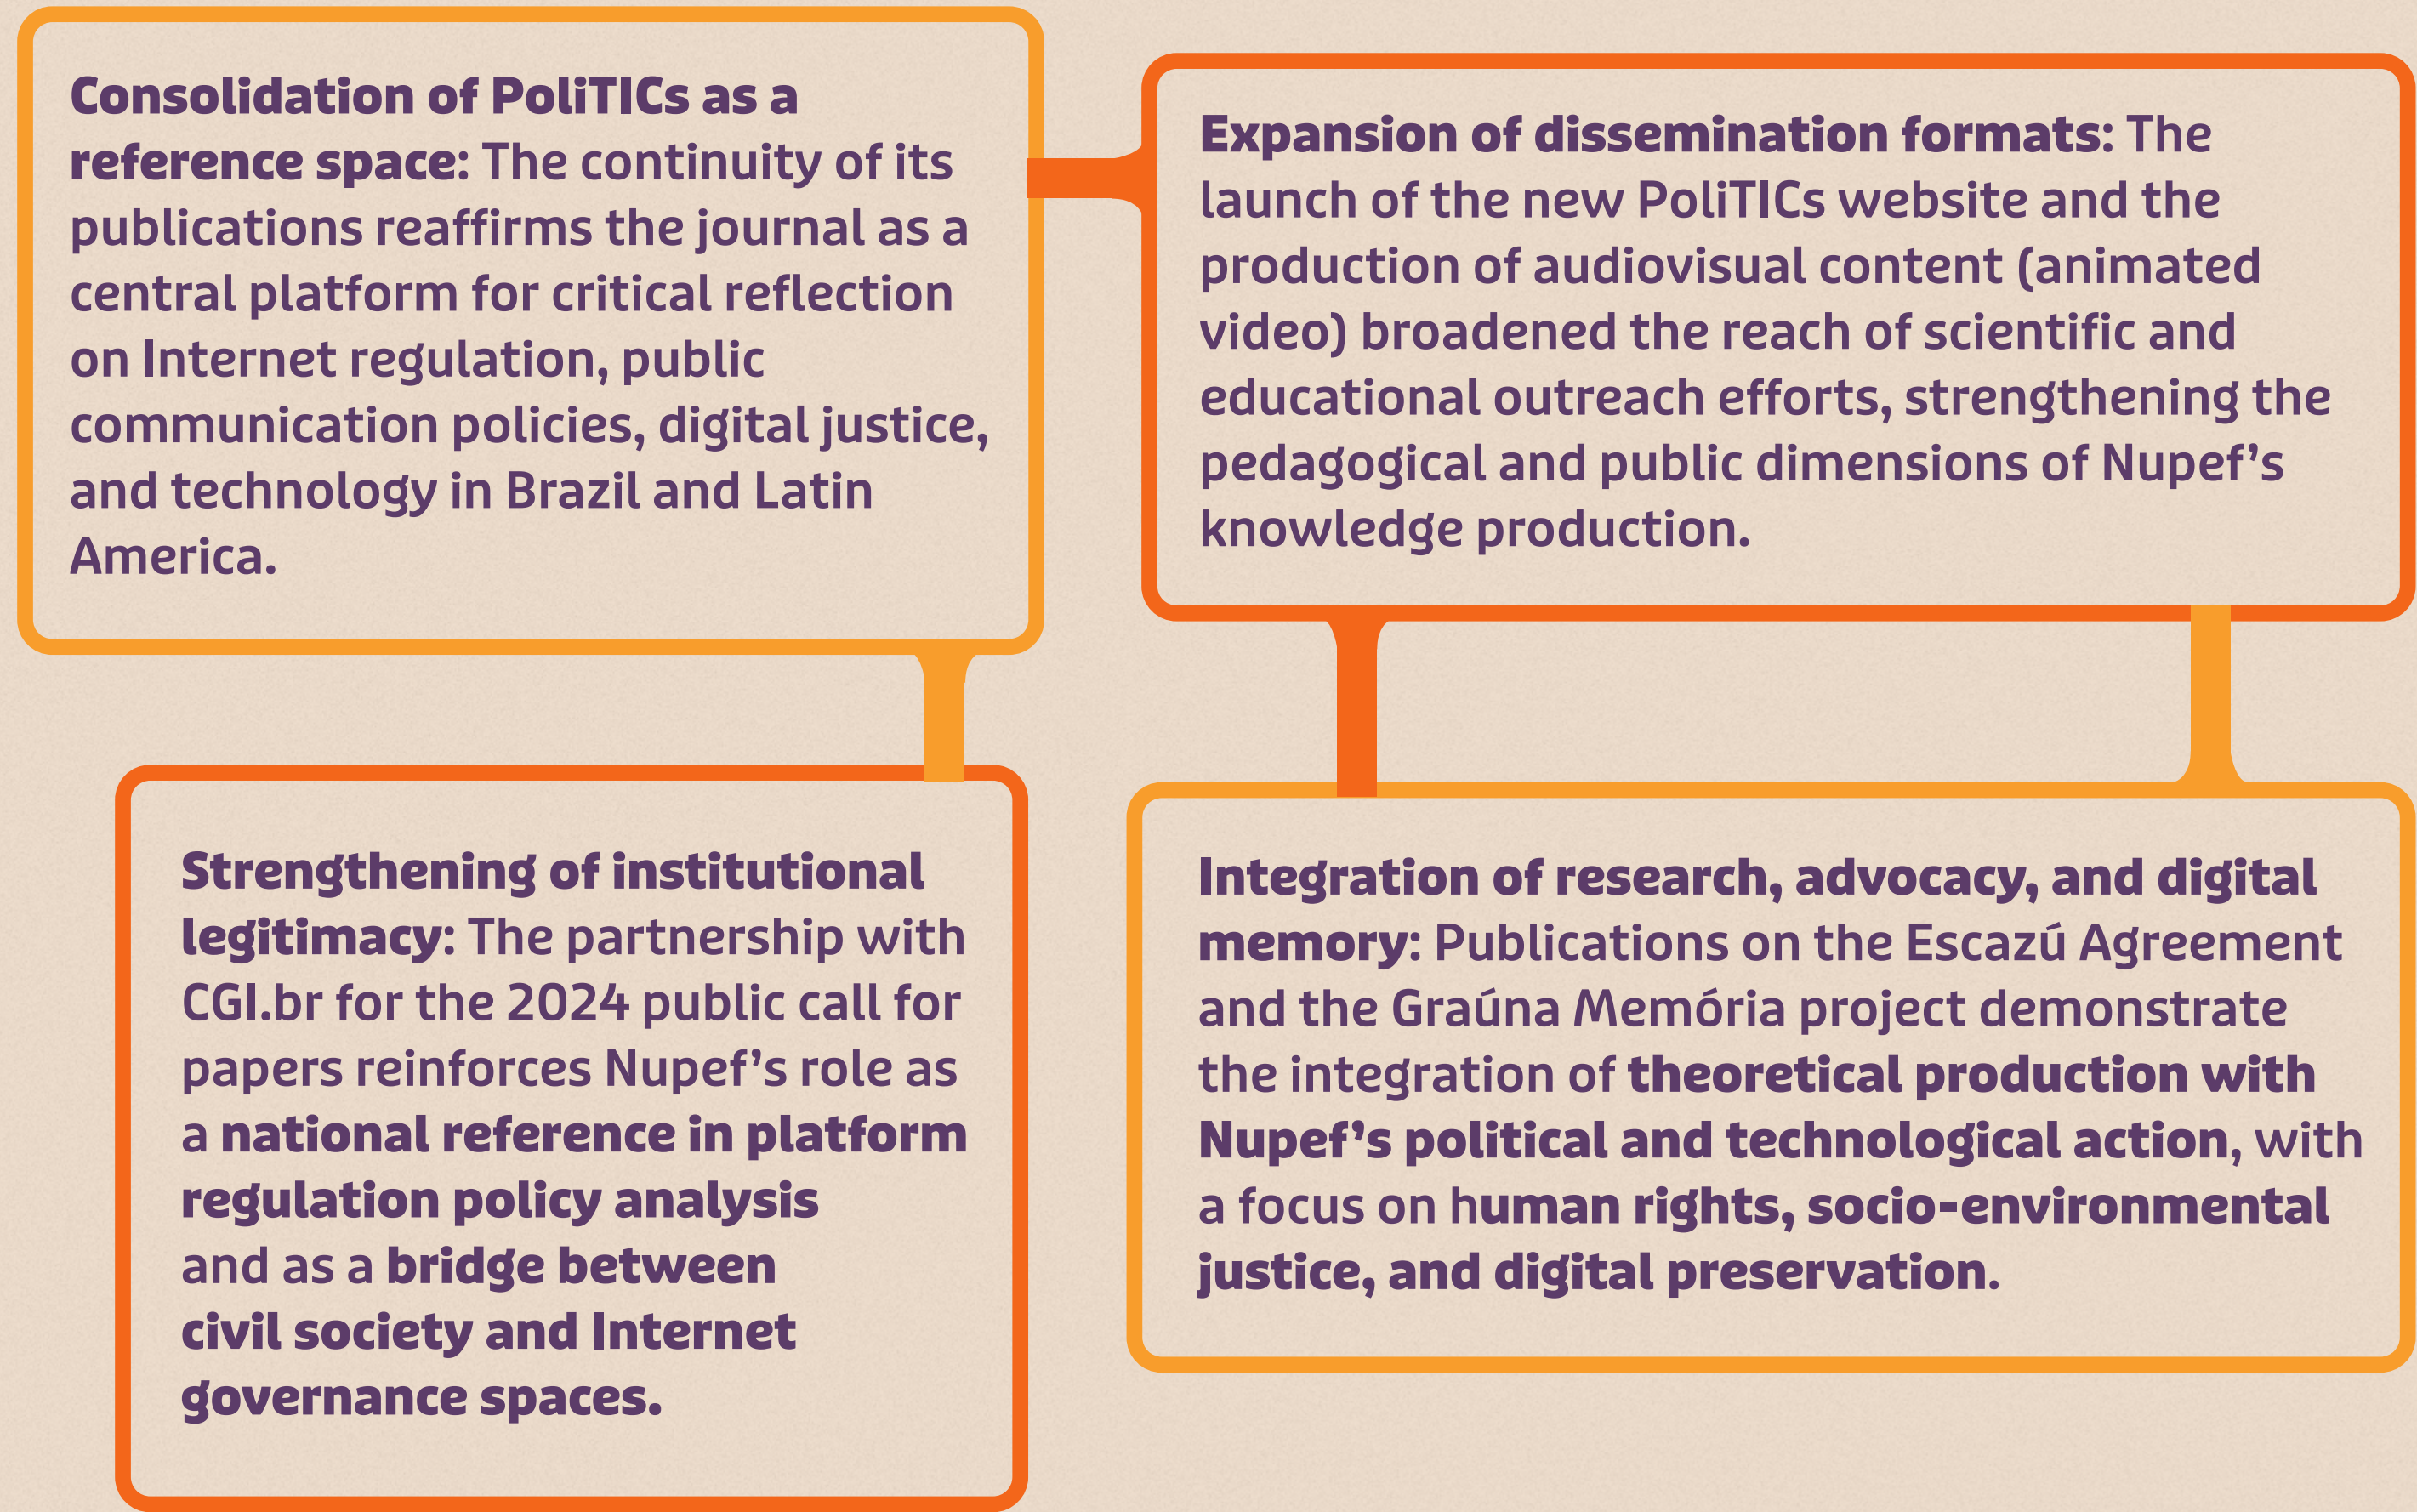 Consolidation of PoliTICs as a
reference space: The continuity of its
publications reaffirms the journal as a
central platform for critical reflection
on Internet regulation, public
communication policies, digital justice,
and technology in Brazil and Latin
America.
Expansion of dissemination formats: The
launch of the new PoliTICs website and the
production of audiovisual content (animated
video) broadened the reach of scientific and
educational outreach efforts, strengthening the
pedagogical and public dimensions of Nupef’s
knowledge production.
Strengthening of institutional
legitimacy: The partnership with
CGI.br for the 2024 public call for
papers reinforces Nupef’s role as
a national reference in platform
regulation policy analysis
and as a bridge between
civil society and Internet
governance spaces.
Integration of research, advocacy, and digital
memory: Publications on the Escazú Agreement
and the Graúna Memória project demonstrate
the integration of theoretical production with
Nupef’s political and technological action, with
a focus on human rights, socio-environmental
justice, and digital preservation.